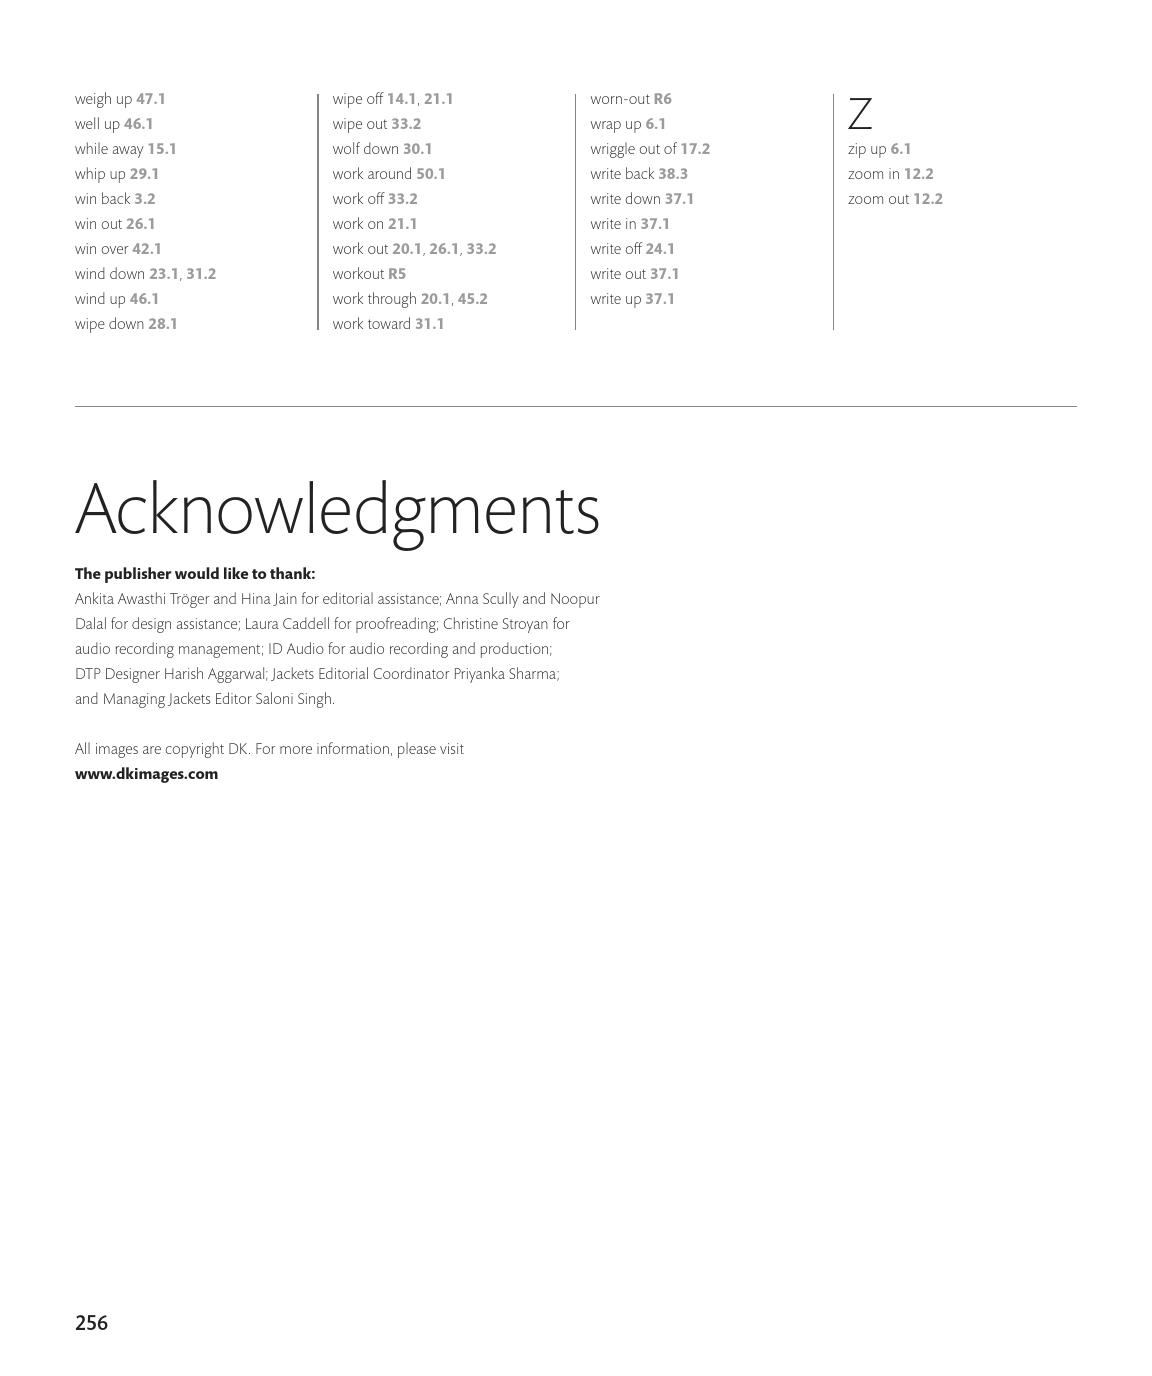 weigh up 47.1
well up 46.1
while away 15.1
whip up 29.1
win back 3.2
win out 26.1
win over 42.1
wind down 23.1, 31.2
wind up 46.1
wipe down 28.1
wipe off 14.1, 21.1
wipe out 33.2
wolf down 30.1
work around 50.1
work off 33.2
work on 21.1
work out 20.1, 26.1, 33.2
workout R5
work through 20.1, 45.2
work toward 31.1
worn-out R6
wrap up 6.1
wriggle out of 17.2
write back 38.3
write down 37.1
write in 37.1
write off 24.1
write out 37.1
write up 37.1
Z
zip up 6.1
zoom in 12.2
zoom out 12.2
Acknowledgments
The publisher would like to thank:
Ankita Awasthi Tröger and Hina Jain for editorial assistance; Anna Scully and Noopur
Dalal for design assistance; Laura Caddell for proofreading; Christine Stroyan for
audio recording management; ID Audio for audio recording and production;
DTP Designer Harish Aggarwal; Jackets Editorial Coordinator Priyanka Sharma;
and Managing Jackets Editor Saloni Singh.
All images are copyright DK. For more information, please visit
www.dkimages.com
256